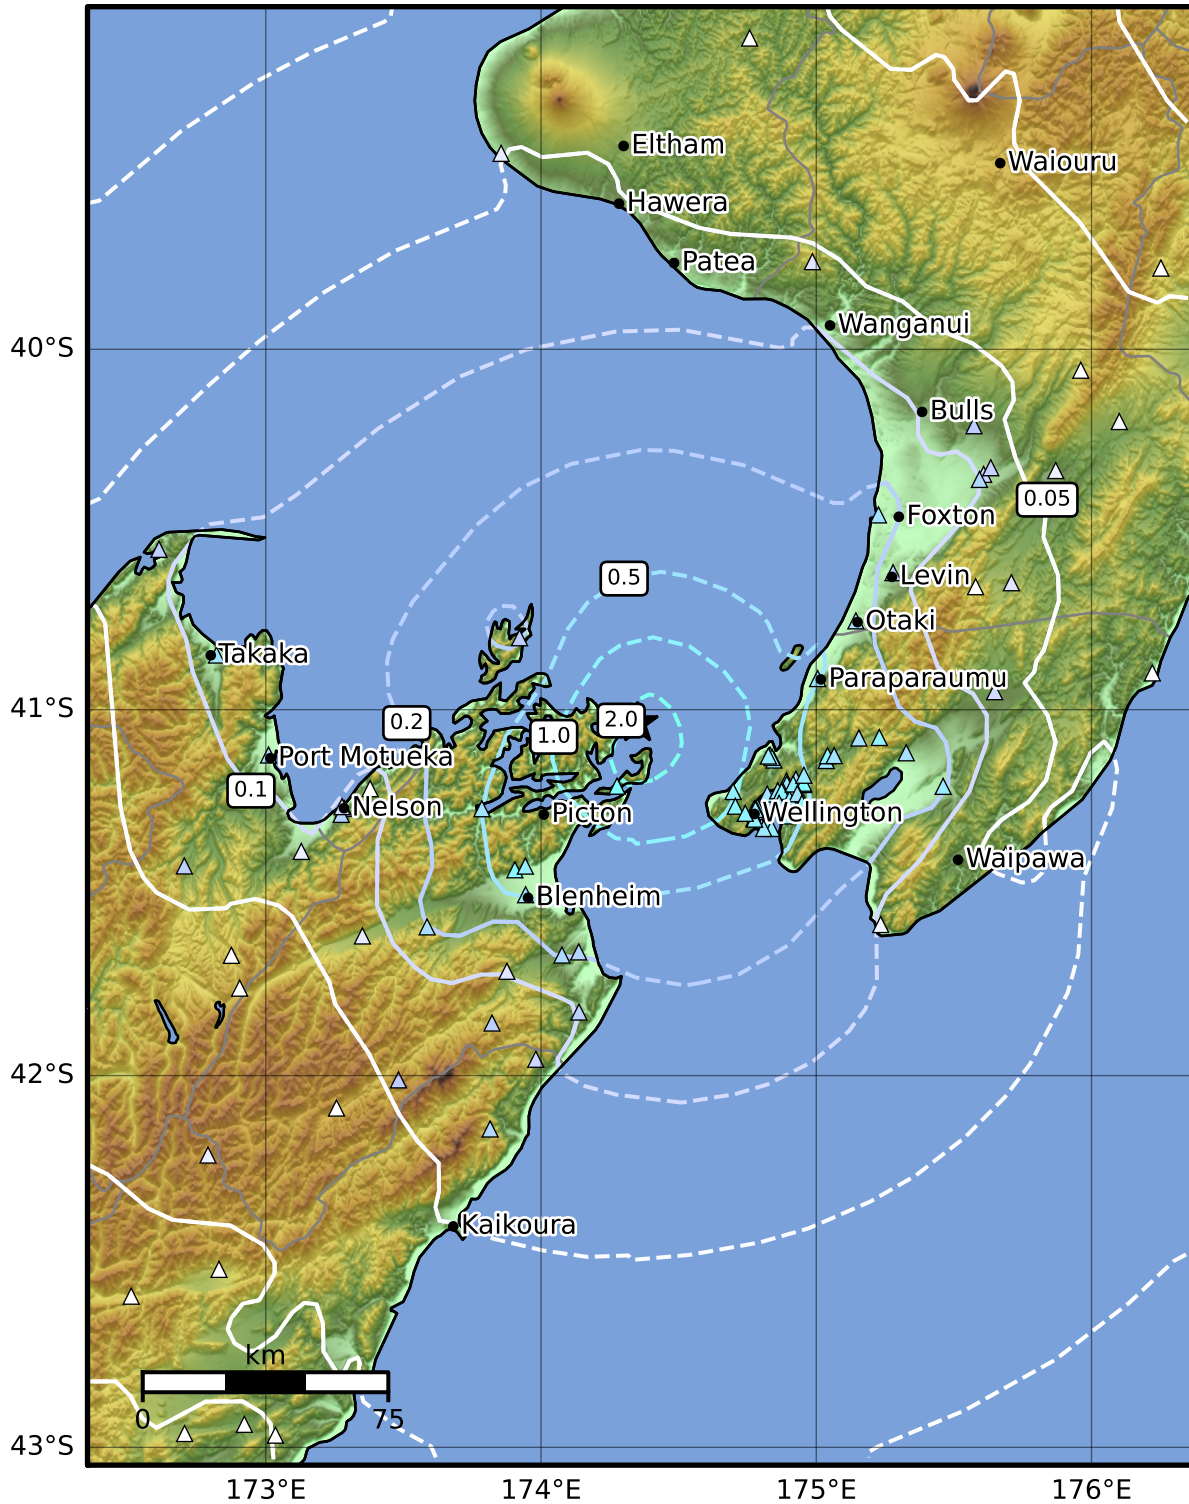 Eltham
Waiouru
Hawera
Patea
Wanganui
40°S
Bulls
0.05
Foxton
0.5
Levin
Otaki
Takaka
Paraparaumu
41°S
0.2
1.0
2.0
Port Motueka
0.1
Nelson
Picton
Wellington
Waipawa
Blenheim
42°S
Kaikoura
km
0 75
43°S
173°E 174°E 175°E 176°E